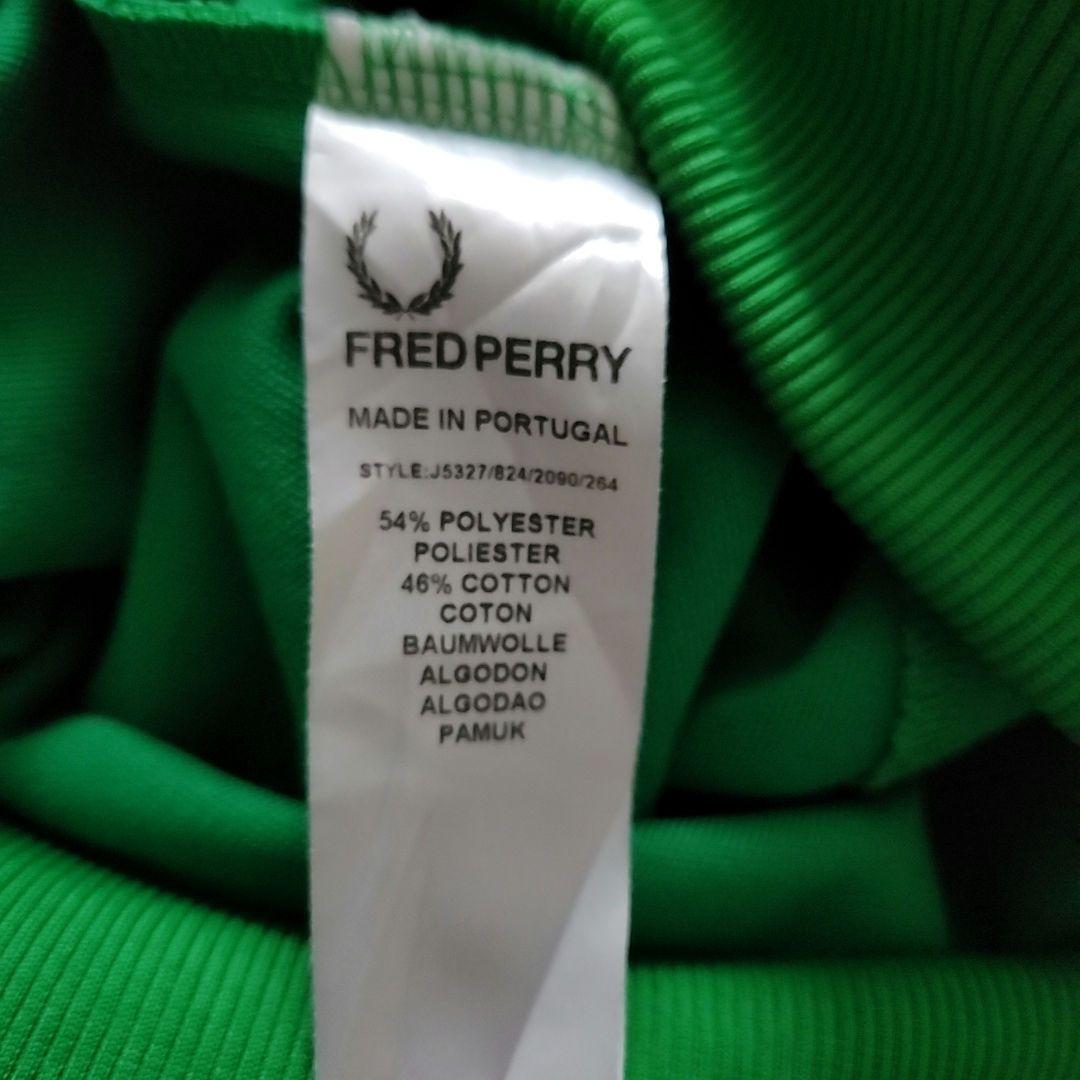 FRED PERRY
MADE IN PORTUGAL
STYLE:J5327/824/2090/264
54% POLYESTER
POLIESTER
46% COTTON
COTON
BAUMWOLLE
ALGODON
ALGODAO
PAMUK